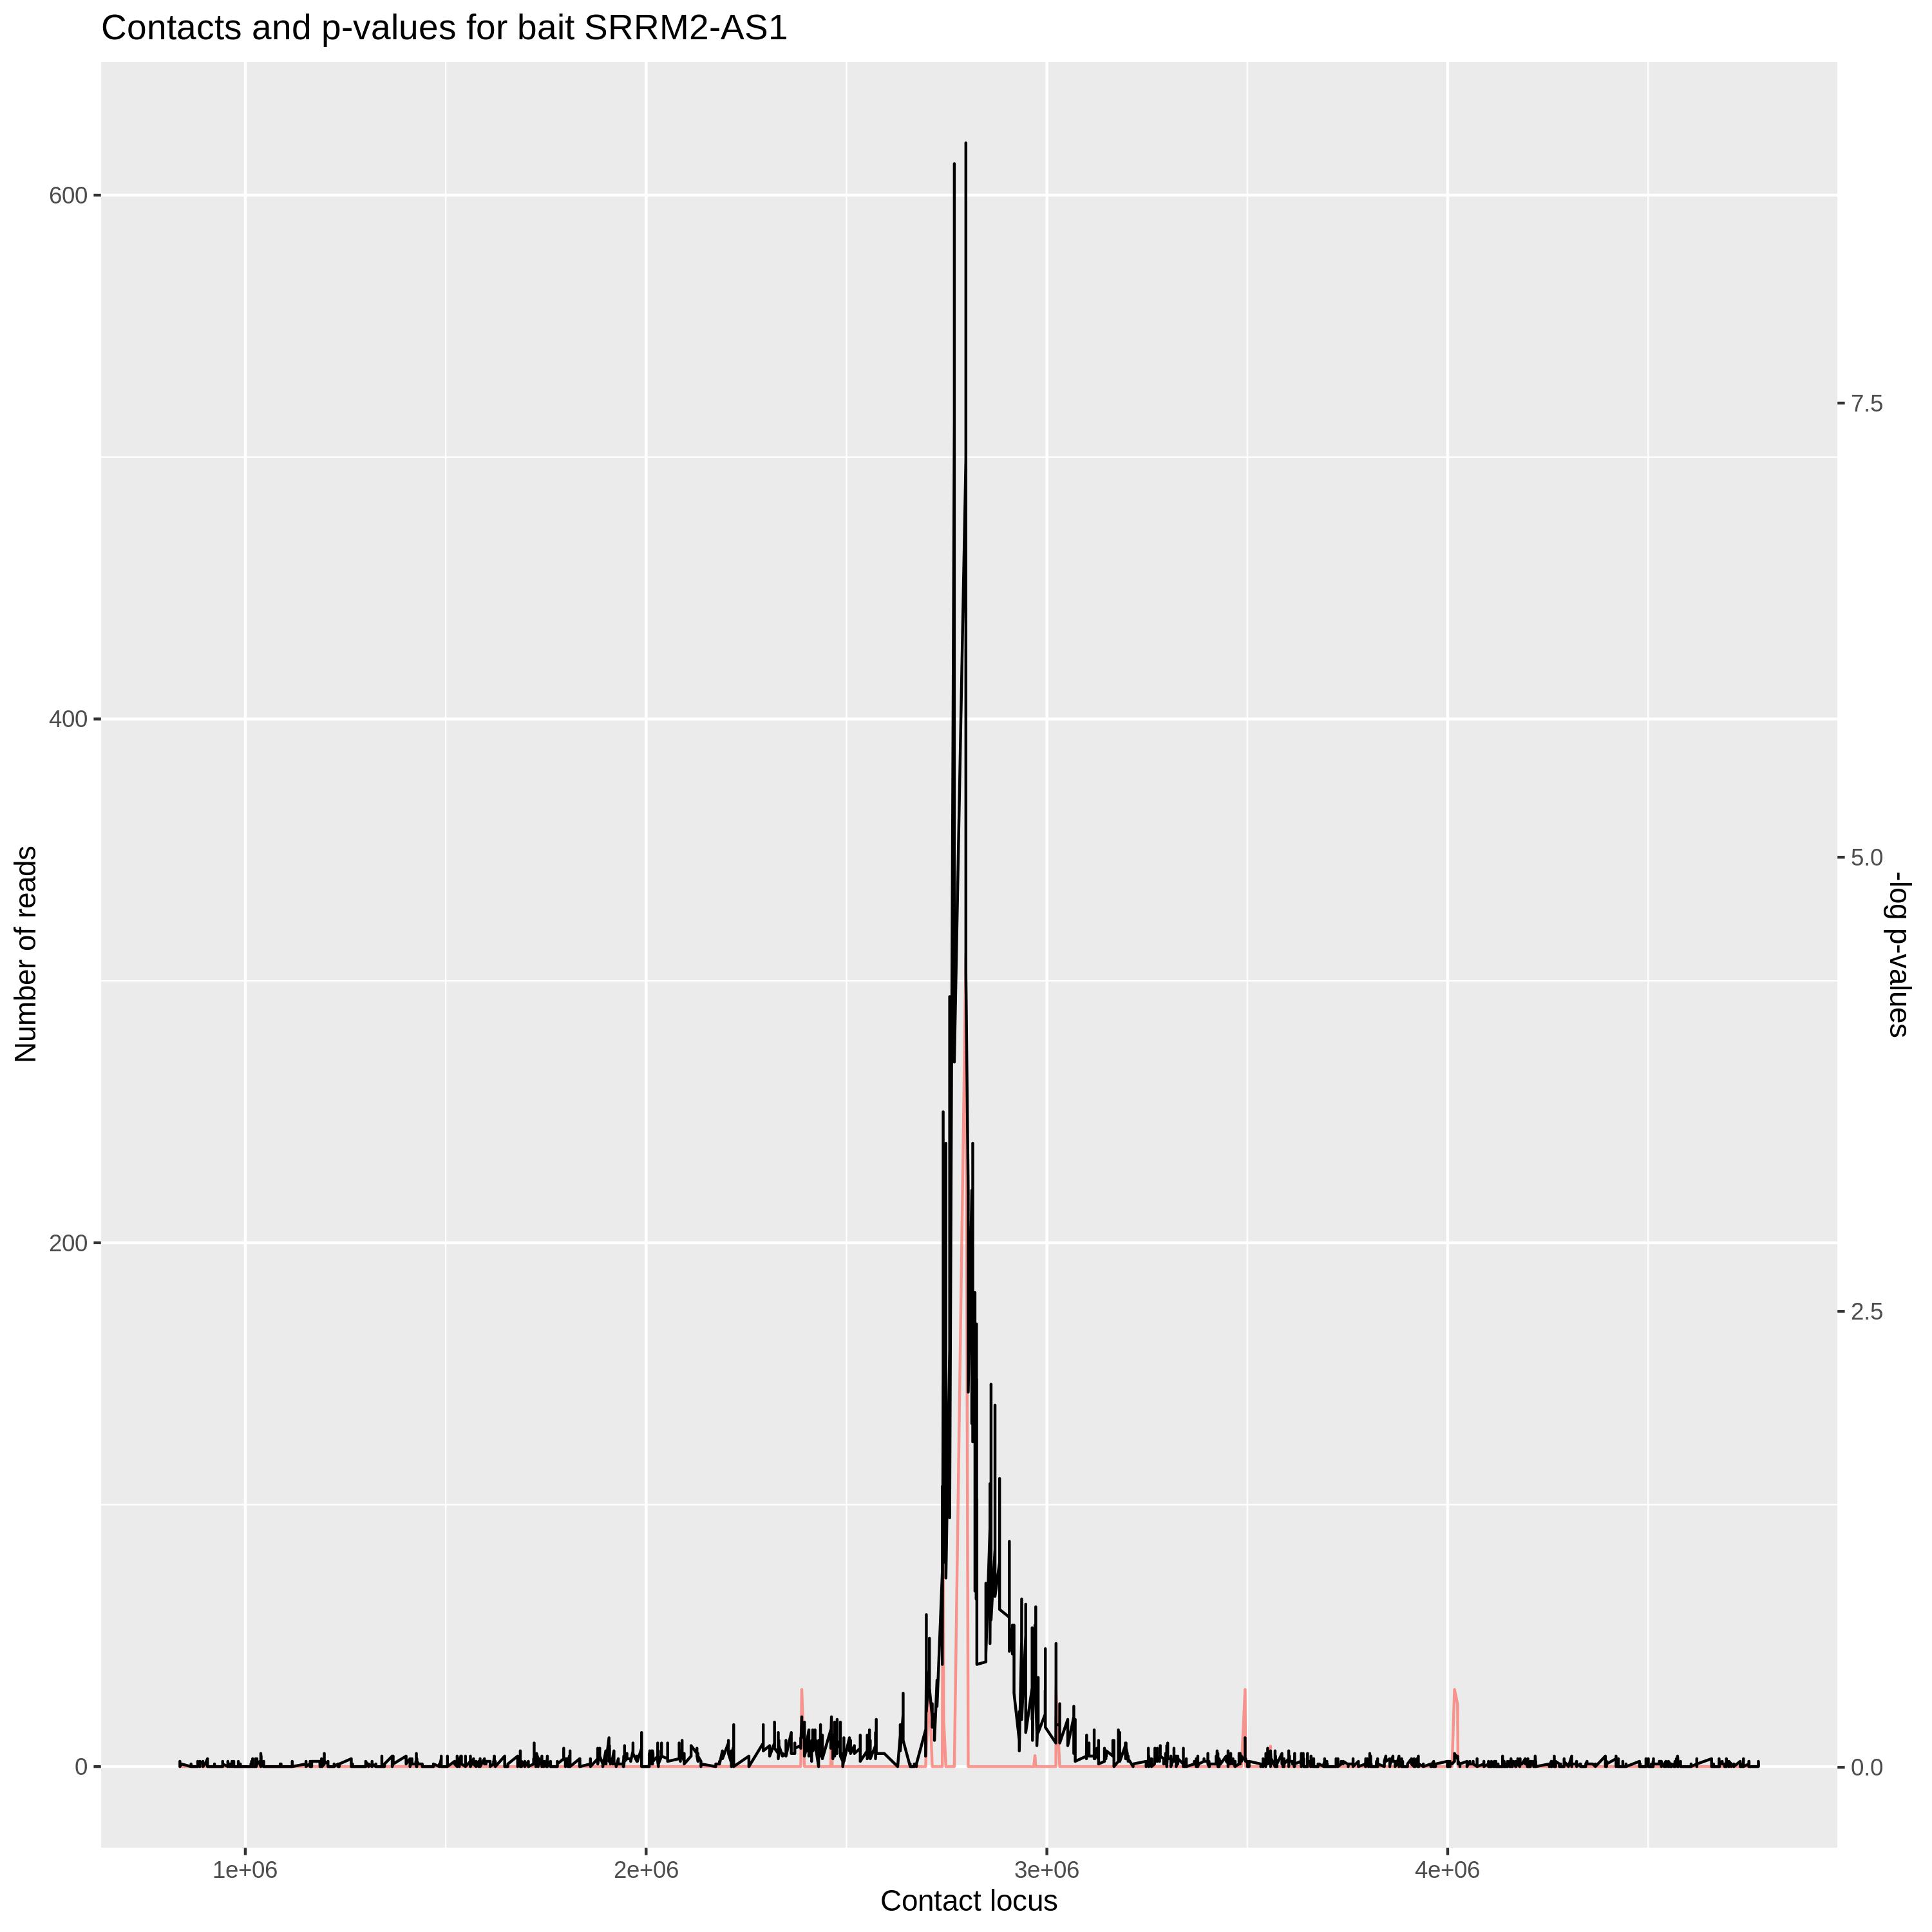 Contacts and p-values for bait SRRM2-AS1
600
400
200
0
Number of reads
7.5
5.0
2.5
0.0
-log p-values
1e+06
2e+06
3e+06
4e+06
Contact locus